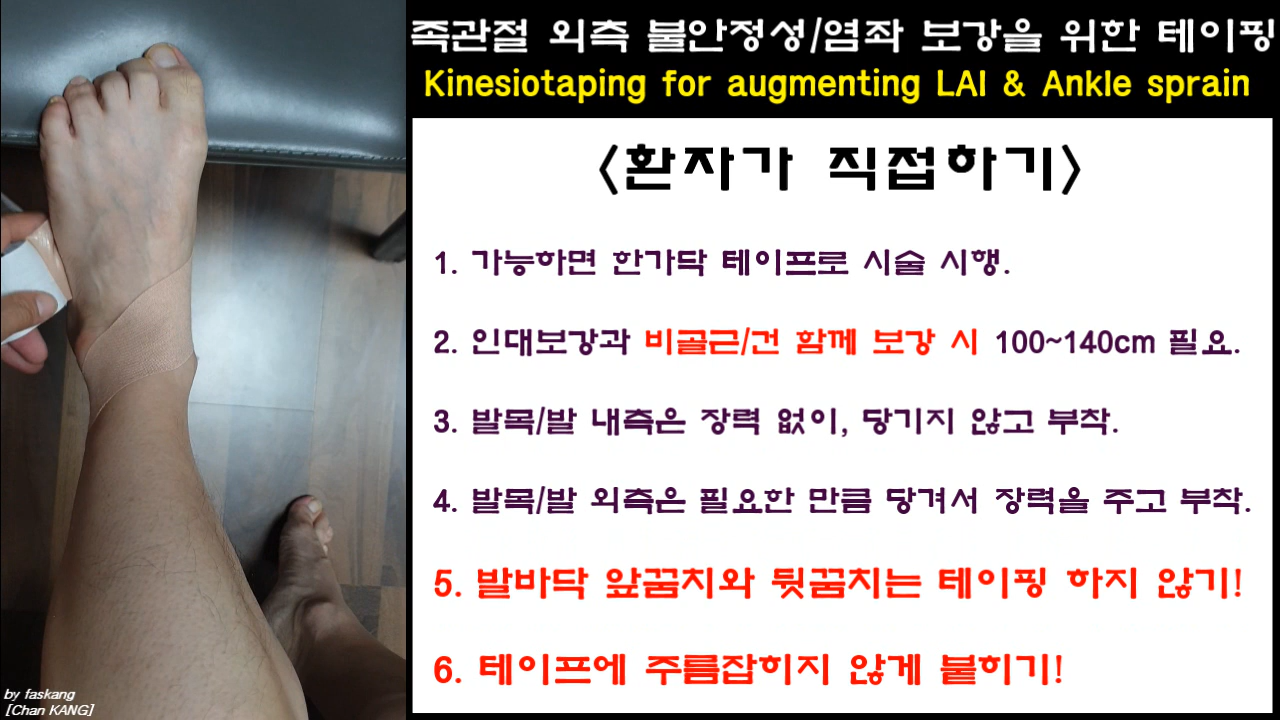 족관절 외측 불안정성/염좌 보강을 위한 테이핑
Kinesiotaping for augmenting LAI & Ankle sprain
<환자가 직접하기>
1. 가능하면 한가닥 테이프로 시술 시행.
2. 인대보강과 비골근/건 함께 보강 시 100~140cm 필요.
3. 발목/발 내측은 장력 없이, 당기지 않고 부착.
4. 발목/발 외측은 필요한 만큼 당겨서 장력을 주고 부착.
5. 발바닥 앞꿈치와 뒷꿈치는 테이핑 하지 않기!
6. 테이프에 주름잡히지 않게 붙히기!
by faskang
[Chan KANG]